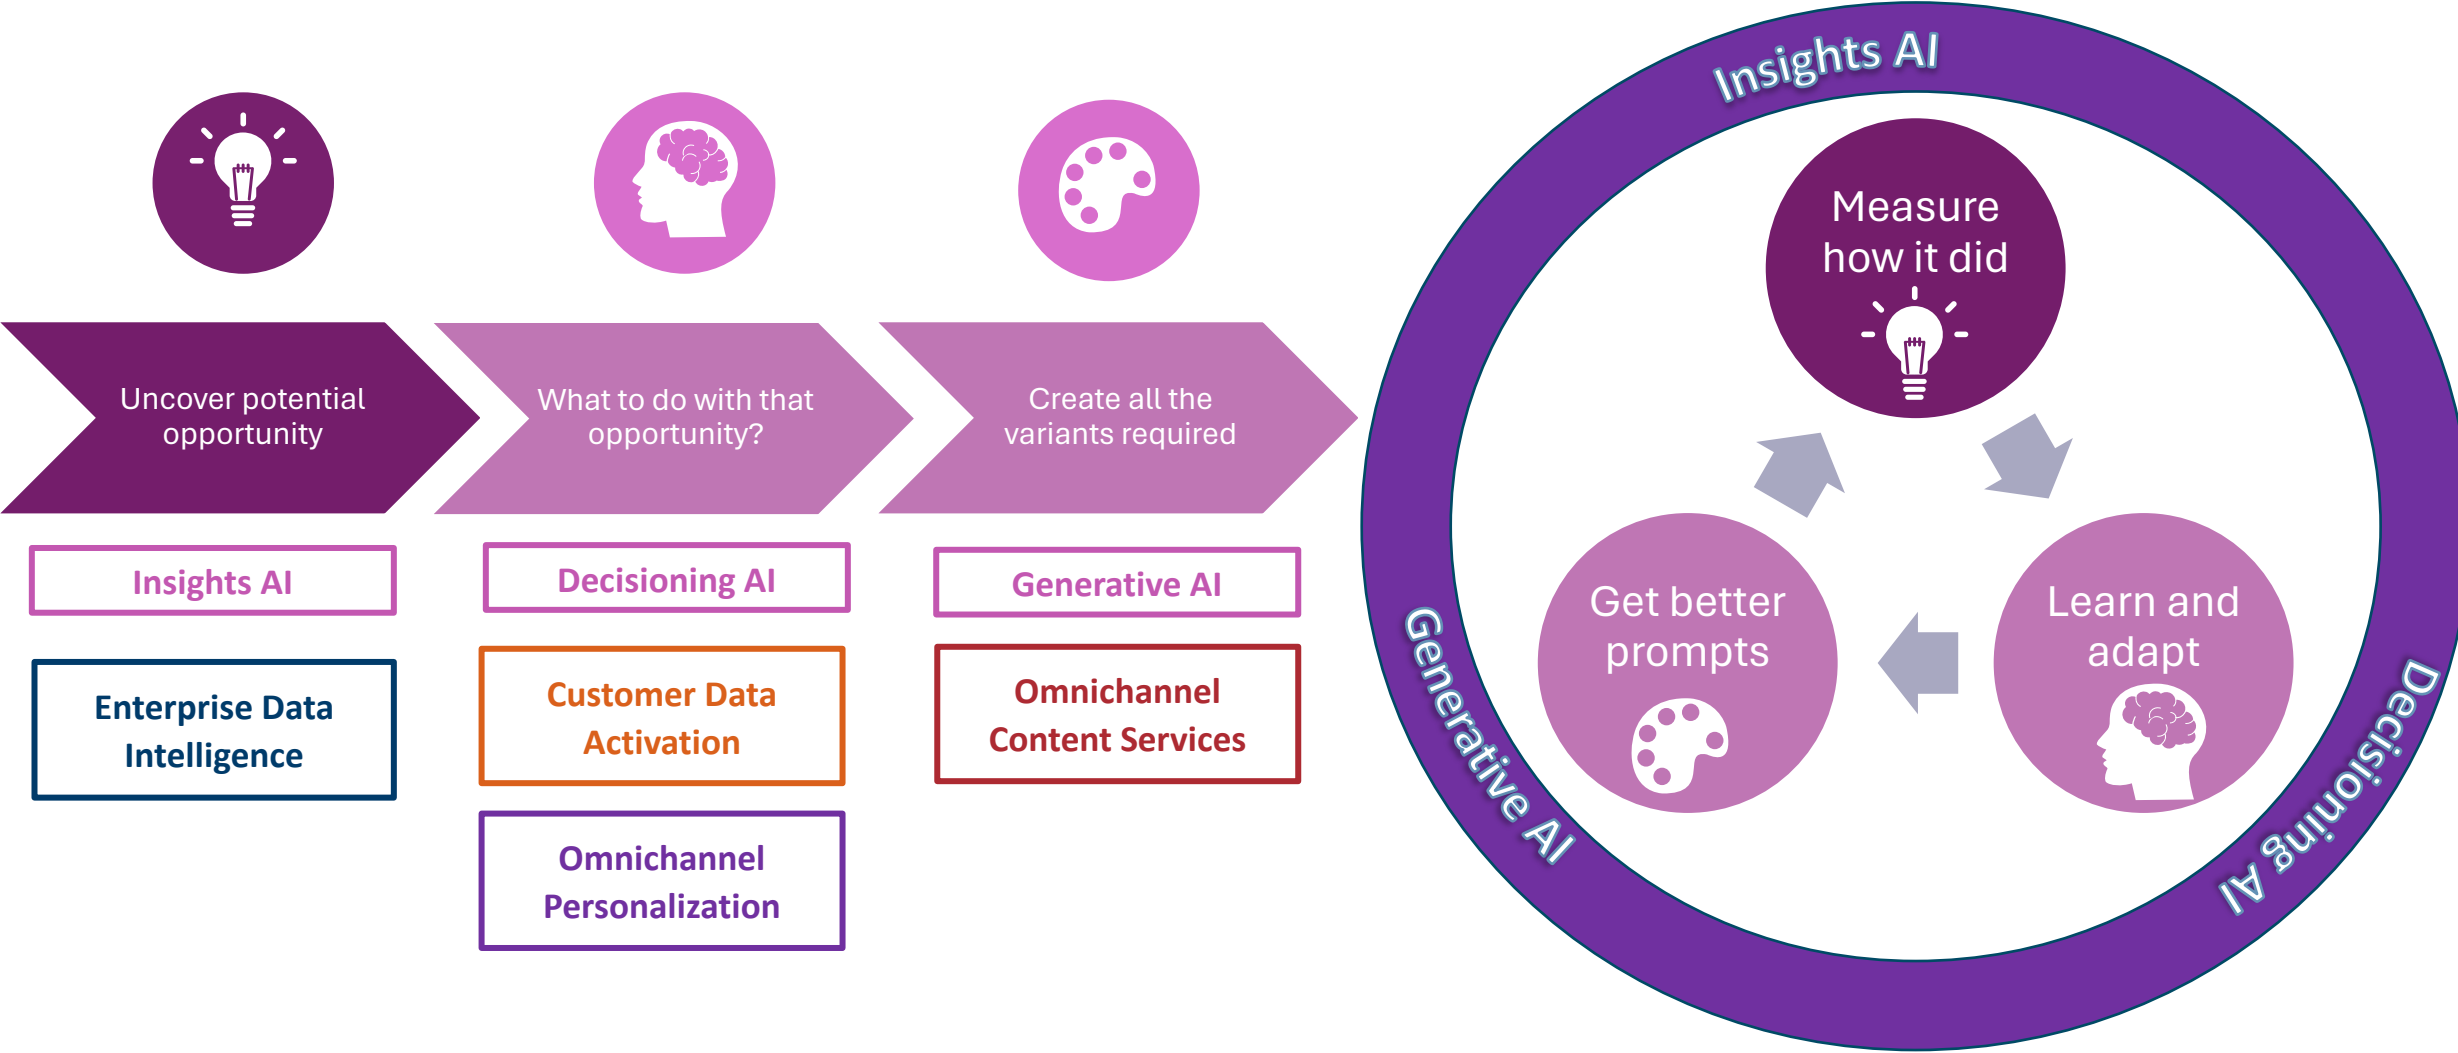 Uncover potential
opportunity
What to do with that
opportunity?
Create all the
variants required
Insights AI
Decisioning AI
Generative AI
Enterprise Data
Intelligence
Customer Data
Activation
Omnichannel
Content Services
Omnichannel
Personalization
Insights AI
Measure
how it did
Learn and
adapt
Decisioning AI
Get better
prompts
Generative AI